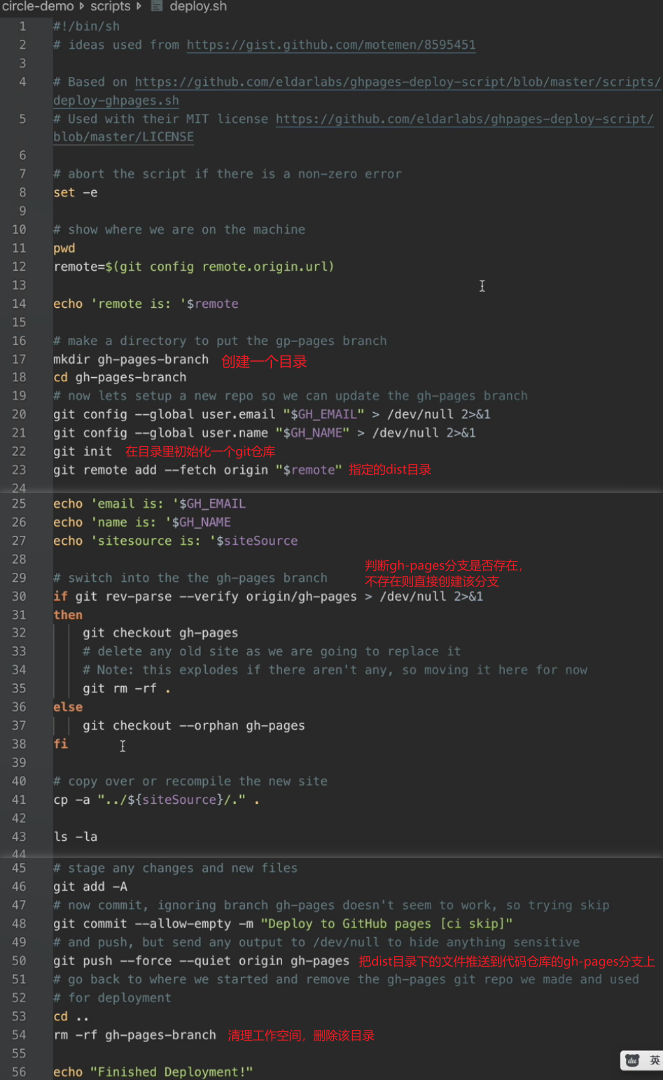 circle-demo scripts deploy.sh
1 #!/bin/sh
2 # ideas used from https://gist.github.com/motemen/8595451
3
4 # Based on https://github.com/eldarlabs/ghpages-deploy-script/blob/master/scripts/
deploy-ghpages.sh
5 # Used with their MIT license https://github.com/eldarlabs/ghpages-deploy-script/
blob/master/LICENSE
6
7 # abort the script if there is a non-zero error
8 set -e
9
10 # show where we are on the machine
11 pwd
12 remote=$(git config remote.origin.url)
13
14 echo 'remote is: '$remote
15
16 # make a directory to put the gp-pages branch
17 mkdir gh-pages-branch 创建一个目录
18 cd gh-pages-branch
19 # now lets setup a new repo so we can update the gh-pages branch
20 git config --global user.email "$GH_EMAIL" > /dev/null 2>&1
21 git config --global user.name "$GH_NAME" > /dev/null 2>&1
22 git init 在目录里初始化一个git仓库
23 git remote add --fetch origin "$remote" 指定的dist目录
24
25 echo 'email is: '$GH_EMAIL
26 echo 'name is: '$GH_NAME
27 echo 'sitesource is: '$siteSource
28
判断gh-pages分支是否存在，
29 # switch into the the gh-pages branch 不存在则直接创建该分支
30 if git rev-parse --verify origin/gh-pages > /dev/null 2>&1
31 then
32 git checkout gh-pages
33 # delete any old site as we are going to replace it
34 # Note: this explodes if there aren't any, so moving it here for now
35 git rm -rf .
36 else
37 git checkout --orphan gh-pages
38 fi
39
40 # copy over or recompile the new site
41 cp -a "../${siteSource}/." .
42
43 ls -la
44
45 # stage any changes and new files
46 git add -A
47 # now commit, ignoring branch gh-pages doesn't seem to work, so trying skip
48 git commit --allow-empty -m "Deploy to GitHub pages [ci skip]"
49 # and push, but send any output to /dev/null to hide anything sensitive
50 git push --force --quiet origin gh-pages 把dist目录下的文件推送到代码仓库的gh-pages分支上
51 # go back to where we started and remove the gh-pages git repo we made and used
52 # for deployment
53 cd ..
54 rm -rf gh-pages-branch 清理工作空间，删除该目录
55
56 echo "Finished Deployment!"
英